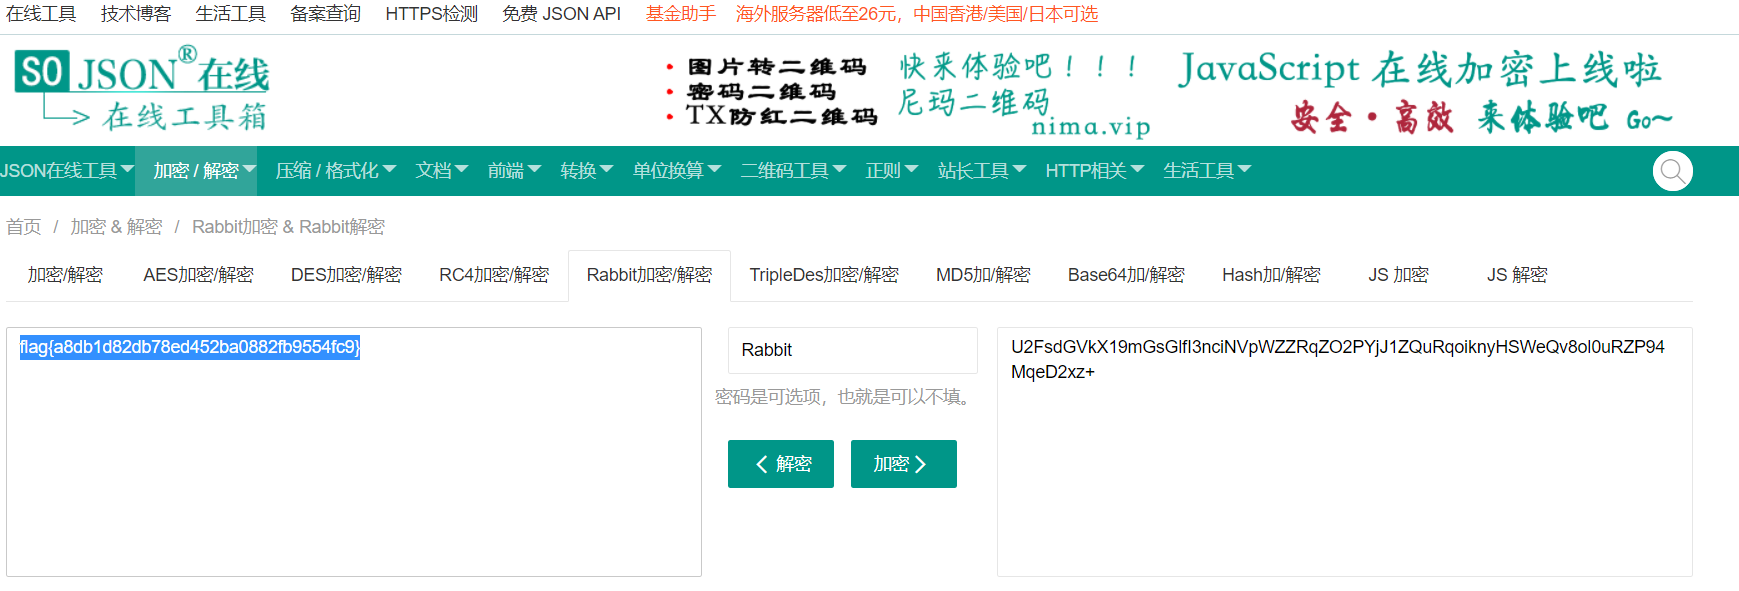 在线工具 技术博客 生活工具 备案查询 HTTPS检测 免费 JSON API 基金助手 海外服务器低至26元，中国香港/美国/日本可选
SO JSON®在线
在线工具箱
• 图片转二维码
• 密码二维码
• TX防红二维码
快来体验吧！！！
尼玛二维码
nima.vip
JavaScript 在线加密上线啦
安全·高效 来体验吧 Go~
JSON在线工具 加密 / 解密 压缩 / 格式化 文档 前端 转换 单位换算 二维码工具 正则 站长工具 HTTP相关 生活工具
首页 / 加密 & 解密 / Rabbit加密 & Rabbit解密
加密/解密 AES加密/解密 DES加密/解密 RC4加密/解密 Rabbit加密/解密 TripleDes加密/解密 MD5加/解密 Base64加/解密 Hash加/解密 JS 加密 JS 解密
flag{a8db1d82db78ed452ba0882fb9554fc9}
Rabbit
密码是可选项，也就是可以不填。
解密 加密
U2FsdGVkX19mGsGlfI3nciNVpWZZRqZO2PYjJ1ZQuRqoiknyHSWeQv8ol0uRZP94
MqeD2xz+